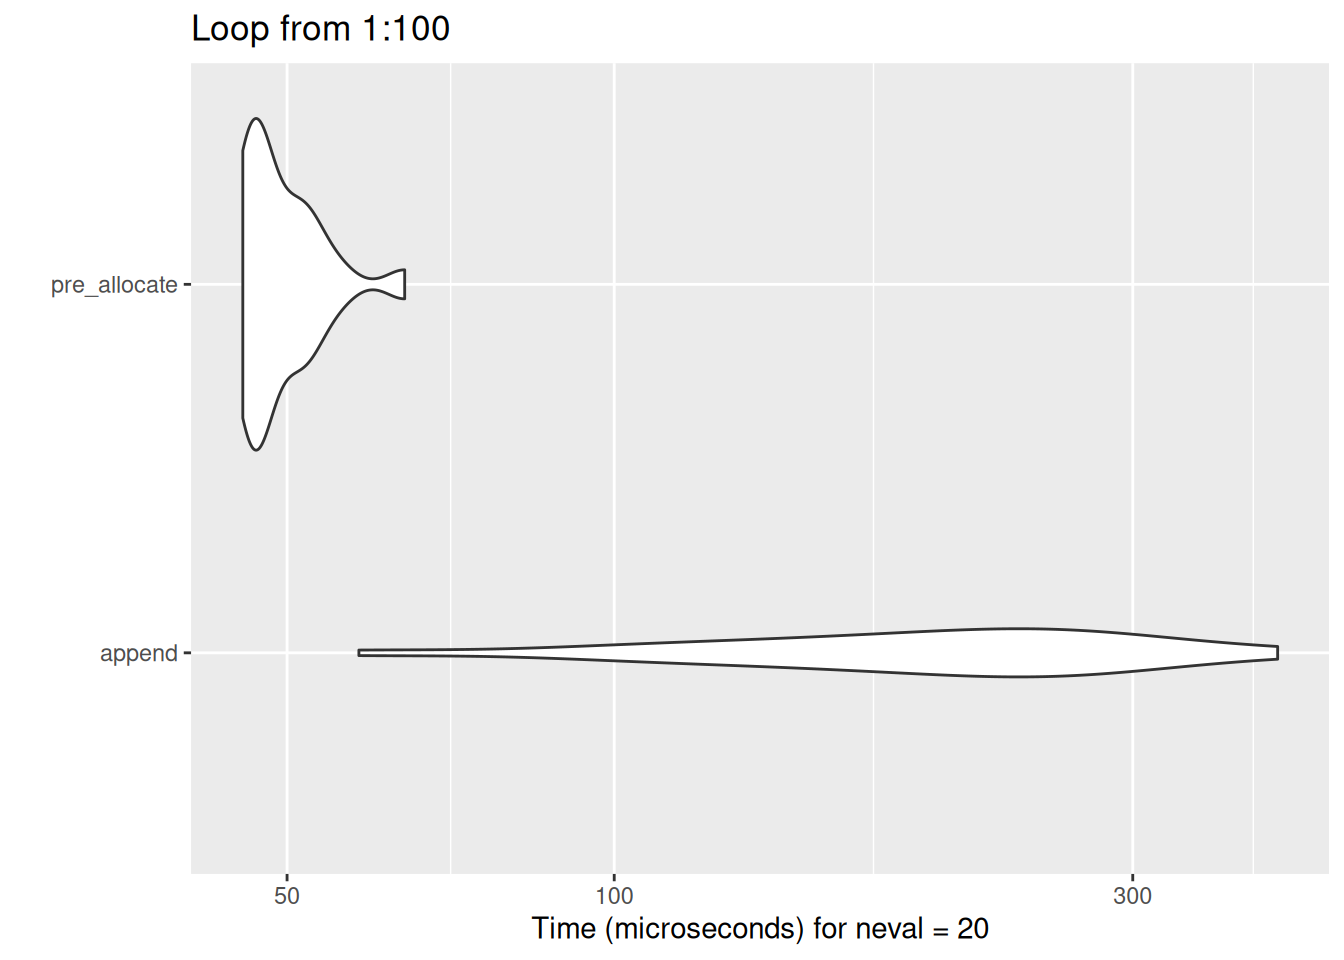 Loop from 1:100
pre_allocate
append
50 100 300
Time (microseconds) for neval = 20